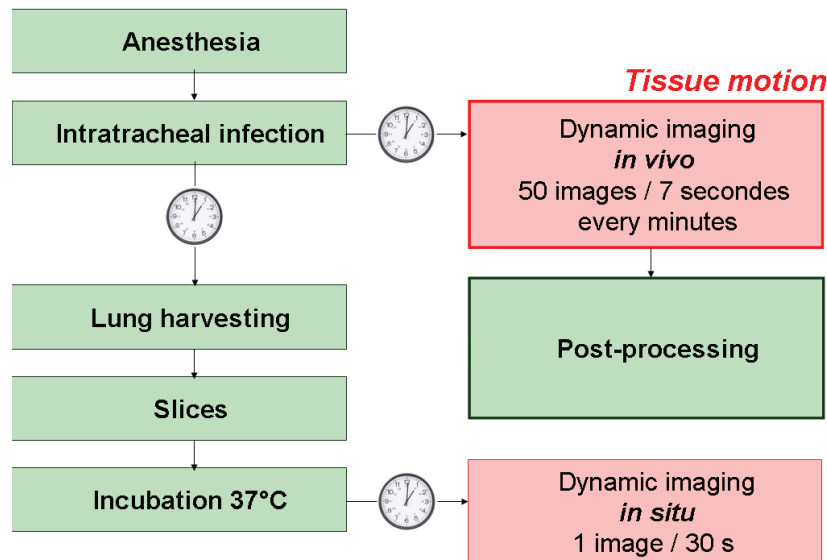 Anesthesia
Tissue motion
Intratracheal infection
Dynamic imaging
in vivo
50 images / 7 secondes
every minutes
Lung harvesting
Post-processing
Slices
Incubation 37°C
Dynamic imaging
in situ
1 image / 30 s